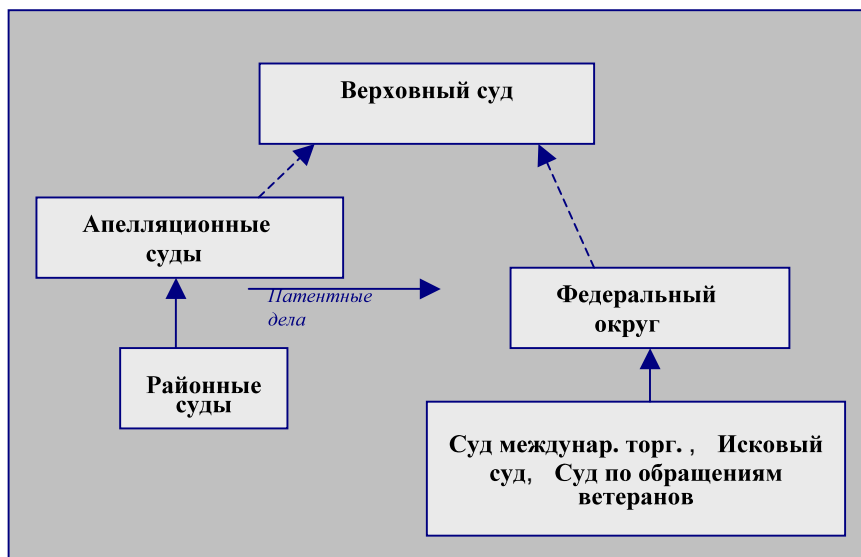 Верховный суд
Апелляционные
суды
Патентные
дела
Федеральный
округ
Районные
суды
Суд междунар. торг. , Исковый
суд, Суд по обращениям
ветеранов